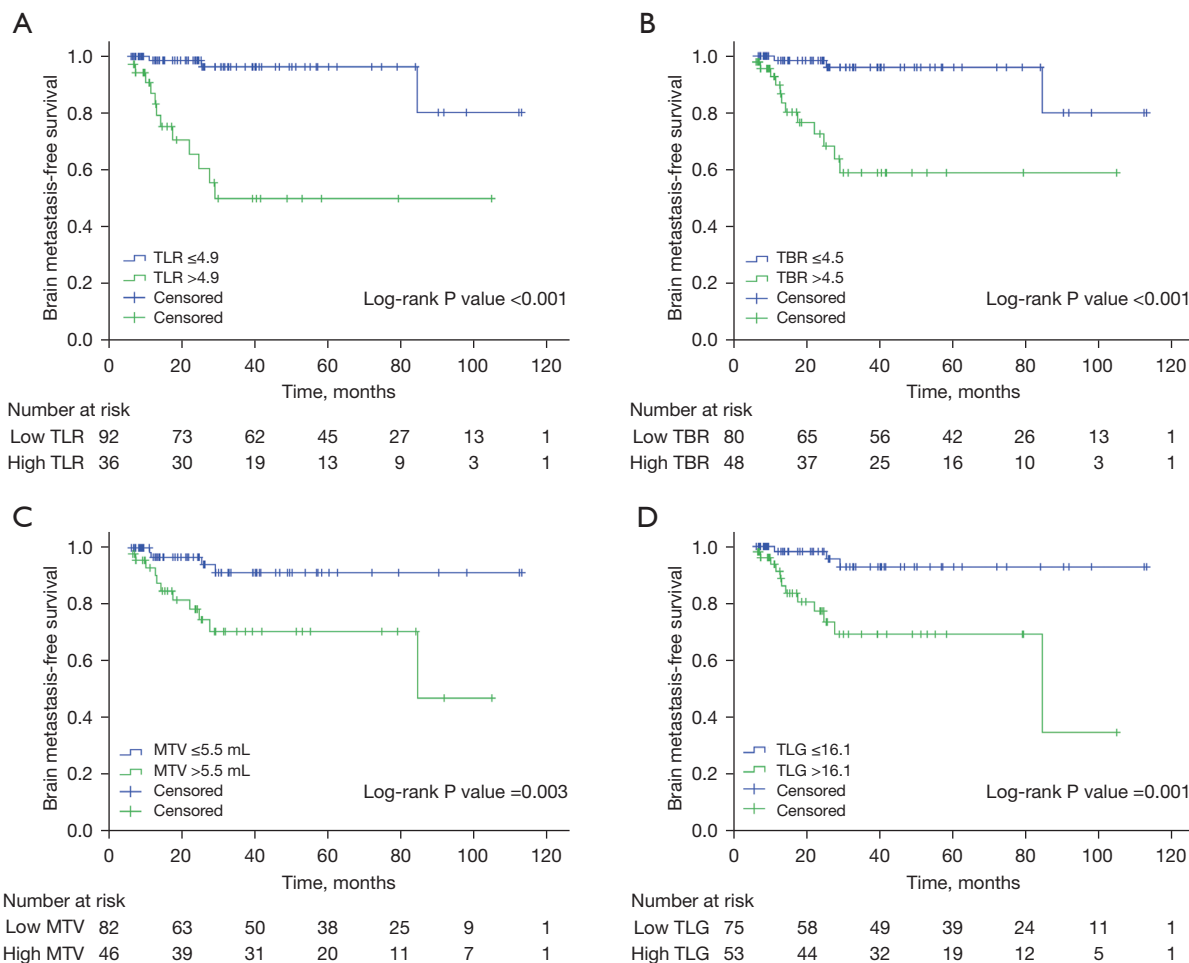 A
Brain metastasis-free survival
1.0
0.8
0.6
0.4
0.2
0.0
TLR ≤4.9
TLR >4.9
Censored
Censored
Log-rank P value <0.001
0 20 40 60 80 100 120
Time, months
Number at risk
Low TLR 92 73 62 45 27 13 1
High TLR 36 30 19 13 9 3 1
B
Brain metastasis-free survival
1.0
0.8
0.6
0.4
0.2
0.0
TBR ≤4.5
TBR >4.5
Censored
Censored
Log-rank P value <0.001
0 20 40 60 80 100 120
Time, months
Number at risk
Low TBR 80 65 56 42 26 13 1
High TBR 48 37 25 16 10 3 1
C
Brain metastasis-free survival
1.0
0.8
0.6
0.4
0.2
0.0
MTV ≤5.5 mL
MTV >5.5 mL
Censored
Censored
Log-rank P value =0.003
0 20 40 60 80 100 120
Time, months
Number at risk
Low MTV 82 63 50 38 25 9 1
High MTV 46 39 31 20 11 7 1
D
Brain metastasis-free survival
1.0
0.8
0.6
0.4
0.2
0.0
TLG ≤16.1
TLG >16.1
Censored
Censored
Log-rank P value =0.001
0 20 40 60 80 100 120
Time, months
Number at risk
Low TLG 75 58 49 39 24 11 1
High TLG 53 44 32 19 12 5 1